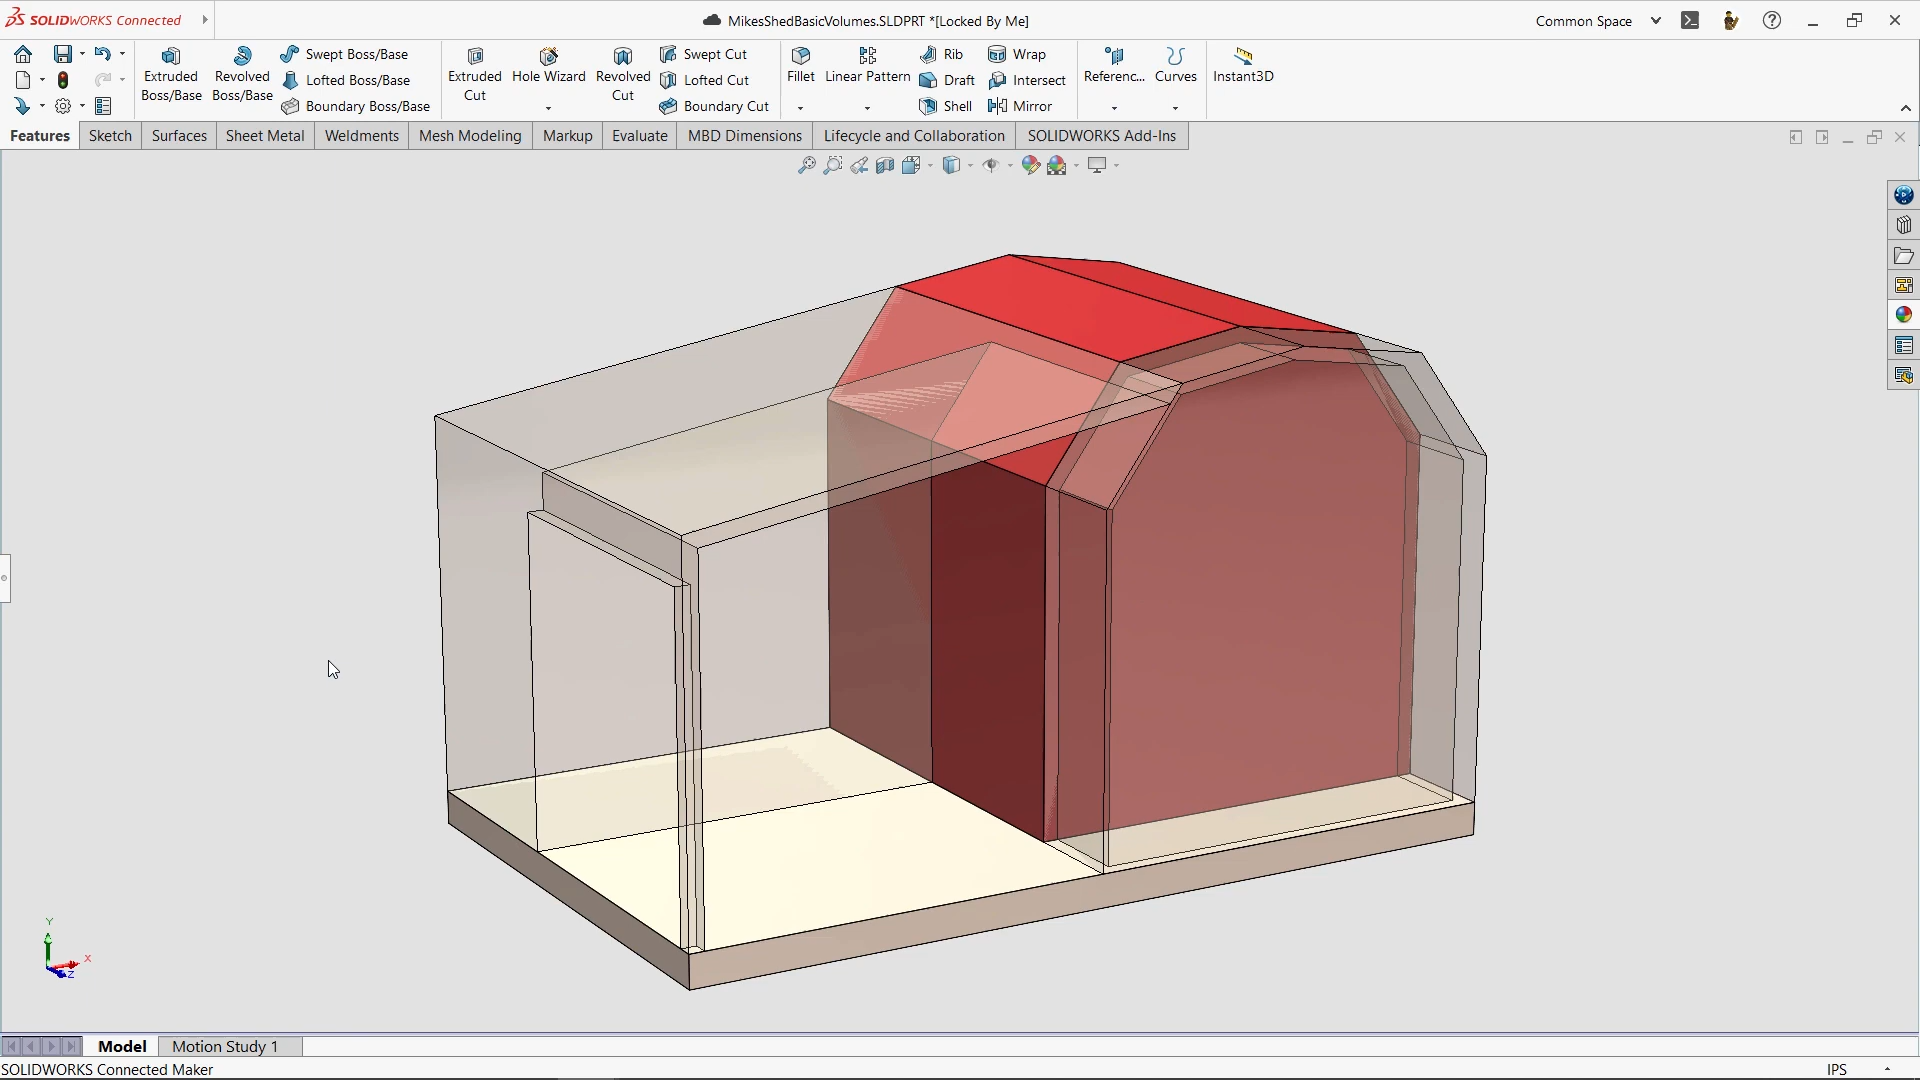 SOLIDWORKS Connected
MikesShedBasicVolumes.SLDPRT *[Locked By Me]
Common Space
Extruded Boss/Base
Revolved Boss/Base
Swept Boss/Base
Lofted Boss/Base
Boundary Boss/Base
Extruded Cut
Hole Wizard
Revolved Cut
Swept Cut
Lofted Cut
Boundary Cut
Fillet
Linear Pattern
Rib
Draft
Shell
Wrap
Intersect
Mirror
Referenc...
Curves
Instant3D
Features
Sketch
Surfaces
Sheet Metal
Weldments
Mesh Modeling
Markup
Evaluate
MBD Dimensions
Lifecycle and Collaboration
SOLIDWORKS Add-Ins
Y
X
Z
Model
Motion Study 1
SOLIDWORKS Connected Maker
IPS